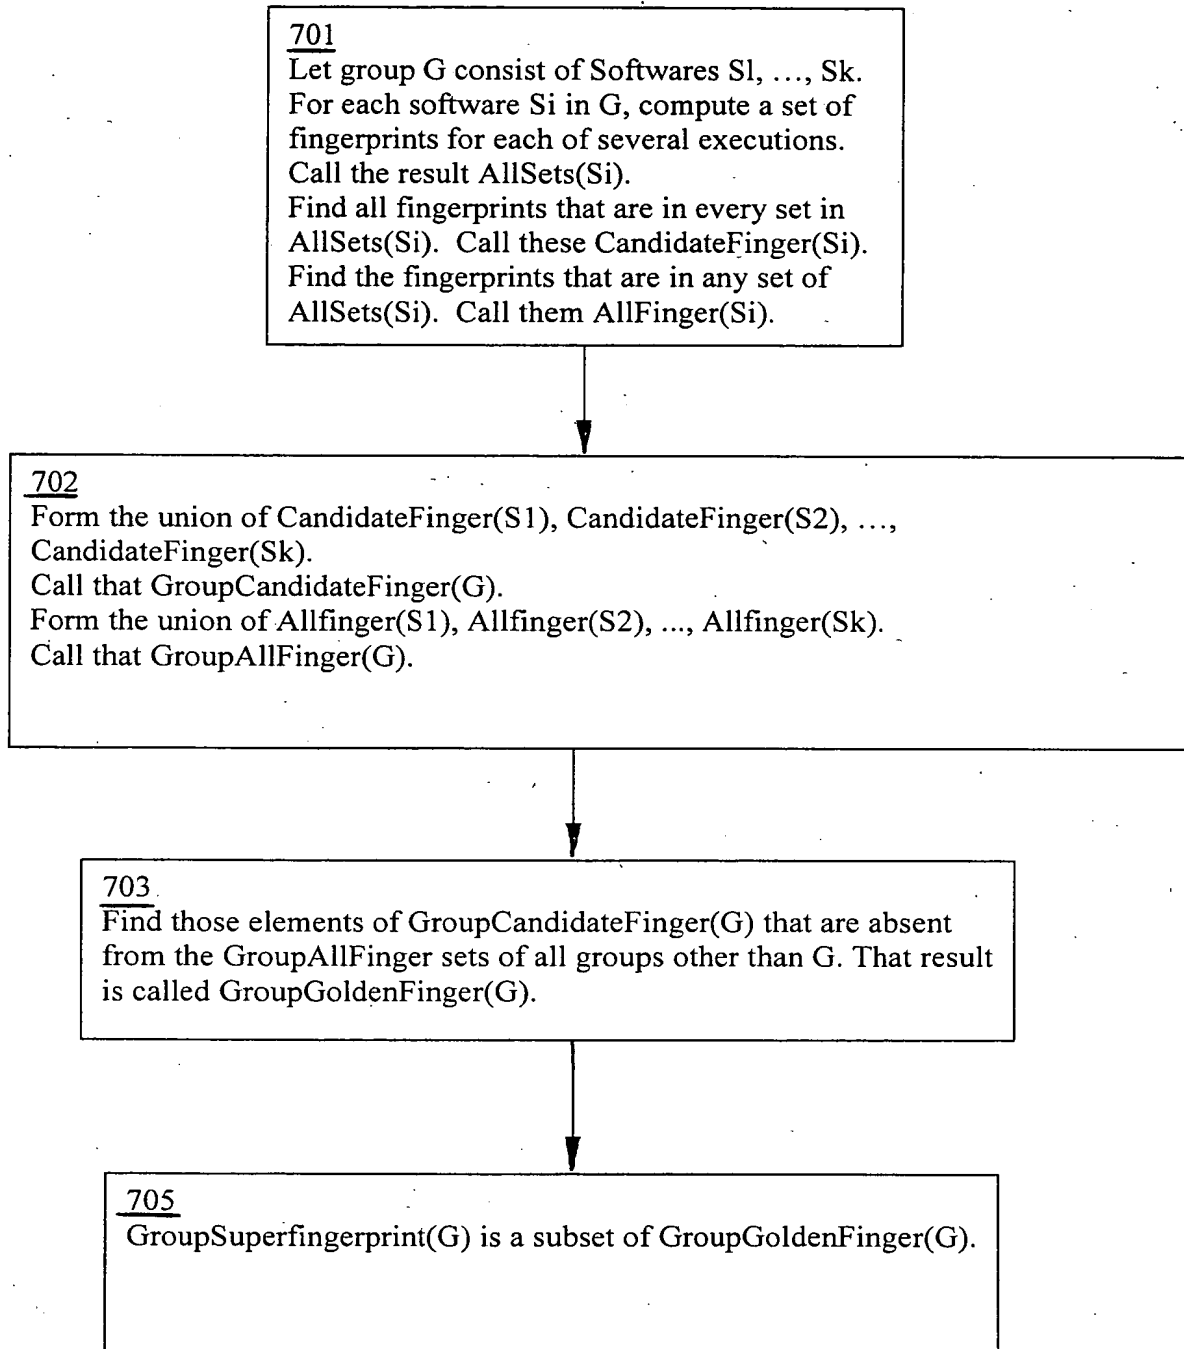 701
Let group G consist of Softwares Sl, ..., Sk.
For each software Si in G, compute a set of
fingerprints for each of several executions.
Call the result AllSets(Si).
Find all fingerprints that are in every set in
AllSets(Si). Call these CandidateFinger(Si).
Find the fingerprints that are in any set of
AllSets(Si). Call them AllFinger(Si).
702
Form the union of CandidateFinger(S1), CandidateFinger(S2), ...,
CandidateFinger(Sk).
Call that GroupCandidateFinger(G).
Form the union of Allfinger(S1), Allfinger(S2), ..., Allfinger(Sk).
Call that GroupAllFinger(G).
703
Find those elements of GroupCandidateFinger(G) that are absent
from the GroupAllFinger sets of all groups other than G. That result
is called GroupGoldenFinger(G).
705
GroupSuperfingerprint(G) is a subset of GroupGoldenFinger(G).